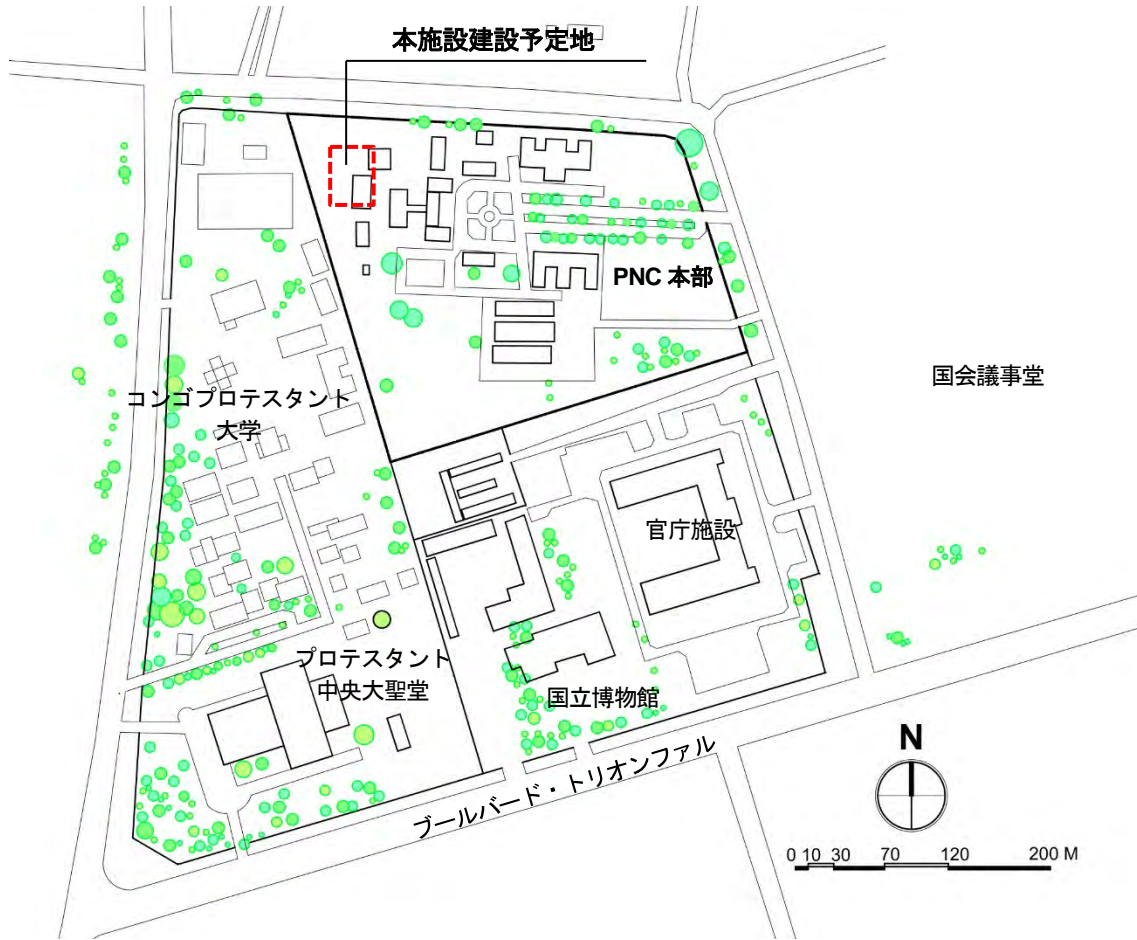 本施設建設予定地
PNC 本部
国会議事堂
コンゴプロテスタント
大学
官庁施設
プロテスタント
中央大聖堂
国立博物館
ブールバード・トリオンファル
N
0 10 30 70 120 200 M